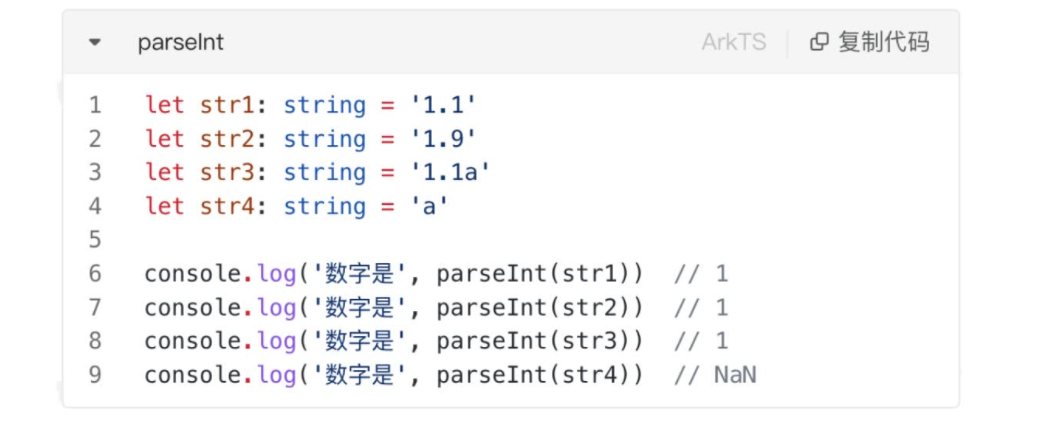 parseInt ArkTS 复制代码
1 let str1: string = '1.1'
2 let str2: string = '1.9'
3 let str3: string = '1.1a'
4 let str4: string = 'a'
5
6 console.log('数字是', parseInt(str1)) // 1
7 console.log('数字是', parseInt(str2)) // 1
8 console.log('数字是', parseInt(str3)) // 1
9 console.log('数字是', parseInt(str4)) // NaN